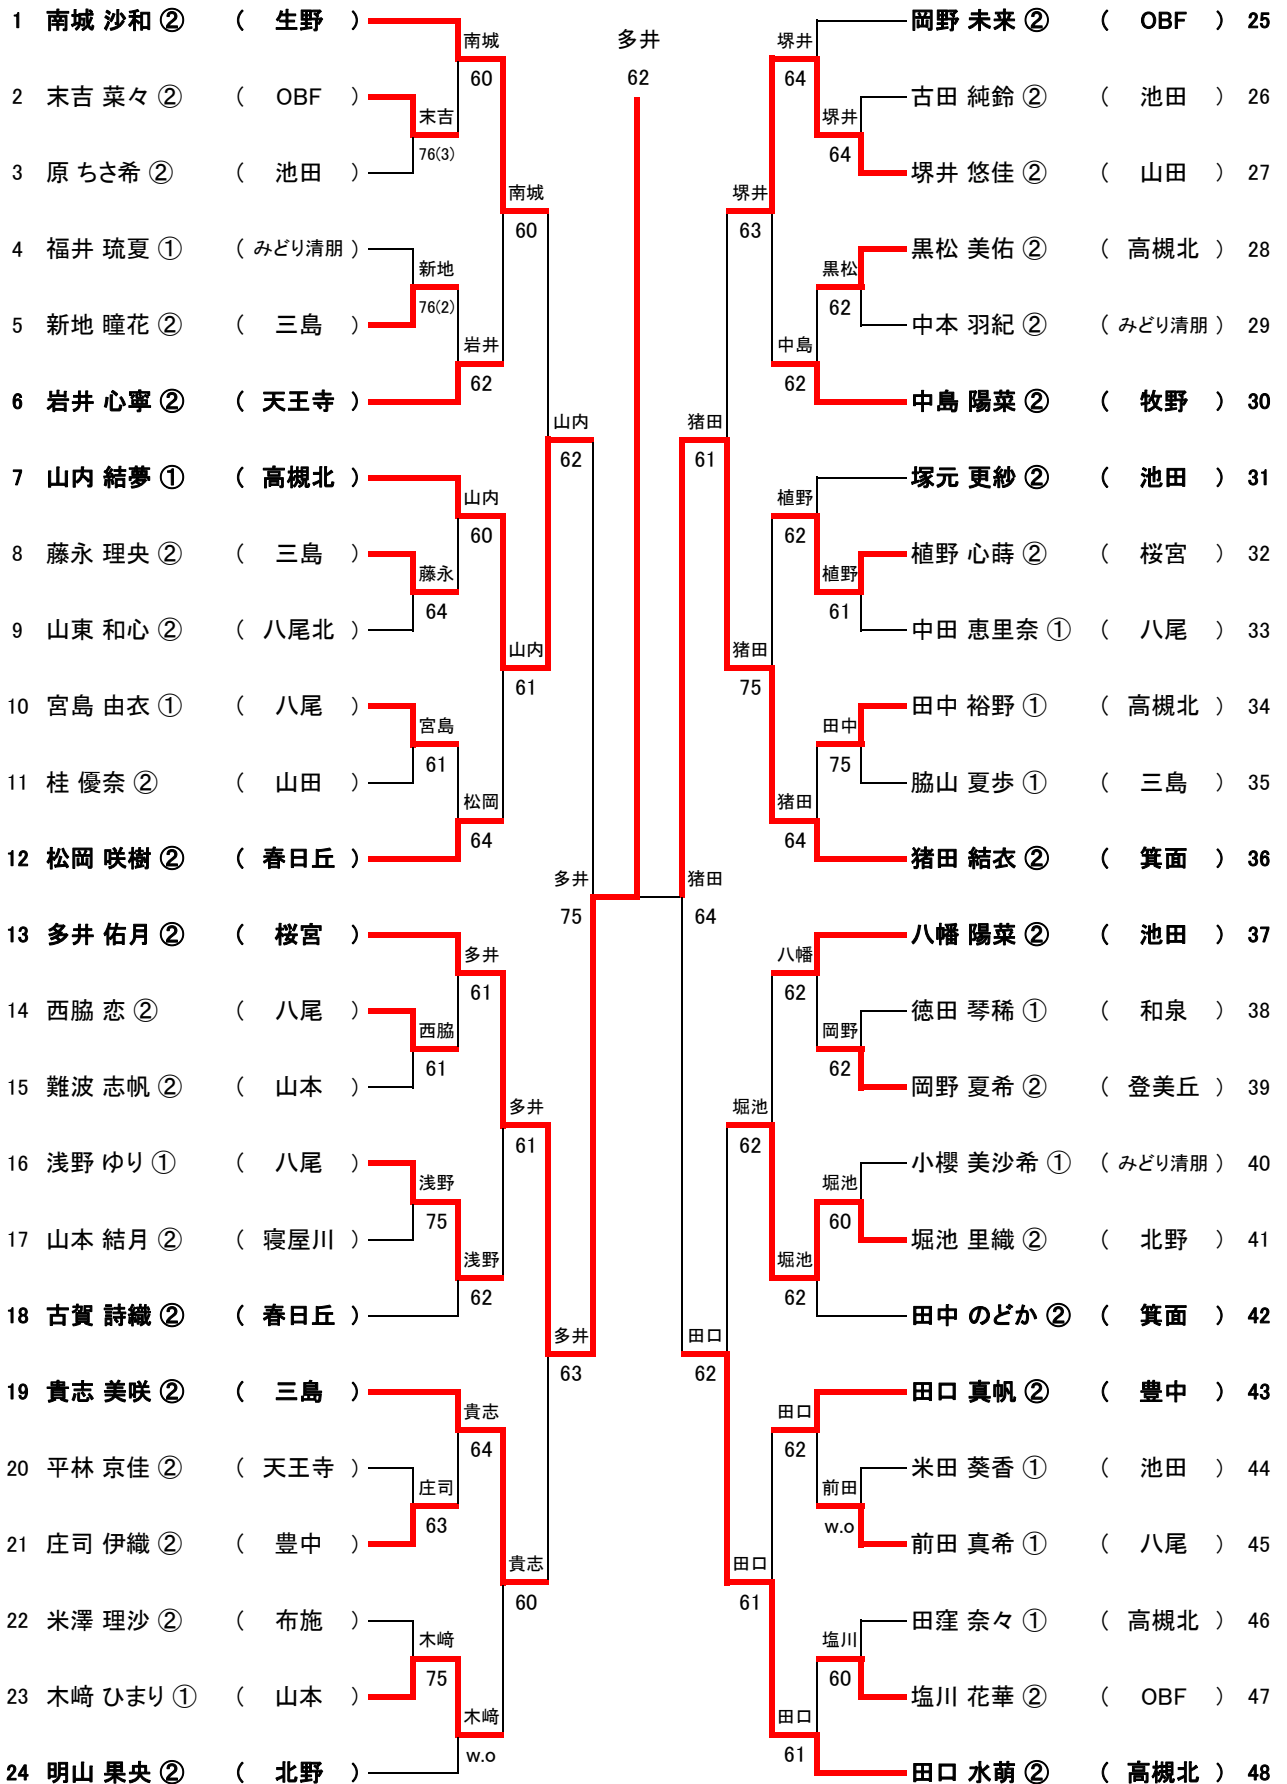 1 南城 沙和 ② ( 生野 )
2 末吉 菜々 ② ( OBF )
3 原 ちさ希 ② ( 池田 )
4 福井 琉夏 ① ( みどり清朋 )
5 新地 瞳花 ② ( 三島 )
6 岩井 心寧 ② ( 天王寺 )
7 山内 結夢 ① ( 高槻北 )
8 藤永 理央 ② ( 三島 )
9 山東 和心 ② ( 八尾北 )
10 宮島 由衣 ① ( 八尾 )
11 桂 優奈 ② ( 山田 )
12 松岡 咲樹 ② ( 春日丘 )
13 多井 佑月 ② ( 桜宮 )
14 西脇 恋 ② ( 八尾 )
15 難波 志帆 ② ( 山本 )
16 浅野 ゆり ① ( 八尾 )
17 山本 結月 ② ( 寝屋川 )
18 古賀 詩織 ② ( 春日丘 )
19 貴志 美咲 ② ( 三島 )
20 平林 京佳 ② ( 天王寺 )
21 庄司 伊織 ② ( 豊中 )
22 米澤 理沙 ② ( 布施 )
23 木﨑 ひまり ① ( 山本 )
24 明山 果央 ② ( 北野 )
末吉
76(3)
新地
76(2)
藤永
64
宮島
61
西脇
61
浅野
75
庄司
63
木﨑
75
南城
60
岩井
62
山内
60
松岡
64
多井
61
浅野
62
貴志
64
木﨑
w.o
南城
60
山内
61
多井
61
貴志
60
山内
62
多井
63
多井
75
多井
62
猪田
64
猪田
61
田口
62
堺井
63
猪田
75
堀池
62
田口
61
堺井
64
中島
62
植野
62
猪田
64
八幡
62
堀池
62
田口
62
田口
61
堺井
64
黒松
62
植野
61
田中
75
岡野
62
堀池
60
前田
w.o
塩川
60
岡野 未来 ② ( OBF ) 25
古田 純鈴 ② ( 池田 ) 26
堺井 悠佳 ② ( 山田 ) 27
黒松 美佑 ② ( 高槻北 ) 28
中本 羽紀 ② ( みどり清朋 ) 29
中島 陽菜 ② ( 牧野 ) 30
塚元 更紗 ② ( 池田 ) 31
植野 心蒔 ② ( 桜宮 ) 32
中田 恵里奈 ① ( 八尾 ) 33
田中 裕野 ① ( 高槻北 ) 34
脇山 夏歩 ① ( 三島 ) 35
猪田 結衣 ② ( 箕面 ) 36
八幡 陽菜 ② ( 池田 ) 37
徳田 琴稀 ① ( 和泉 ) 38
岡野 夏希 ② ( 登美丘 ) 39
小櫻 美沙希 ① ( みどり清朋 ) 40
堀池 里織 ② ( 北野 ) 41
田中 のどか ② ( 箕面 ) 42
田口 真帆 ② ( 豊中 ) 43
米田 葵香 ① ( 池田 ) 44
前田 真希 ① ( 八尾 ) 45
田窪 奈々 ① ( 高槻北 ) 46
塩川 花華 ② ( OBF ) 47
田口 水萌 ② ( 高槻北 ) 48